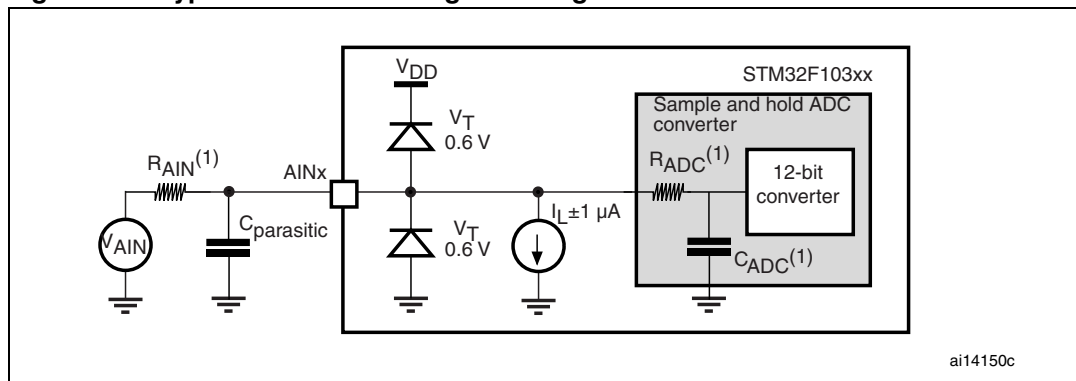 V_DD
STM32F103xx
Sample and hold ADC
converter
V_T
0.6 V
R_AIN(1)
AINx
R_ADC(1)
12-bit
converter
I_L±1 µA
V_AIN
C_parasitic
V_T
0.6 V
C_ADC(1)
ai14150c